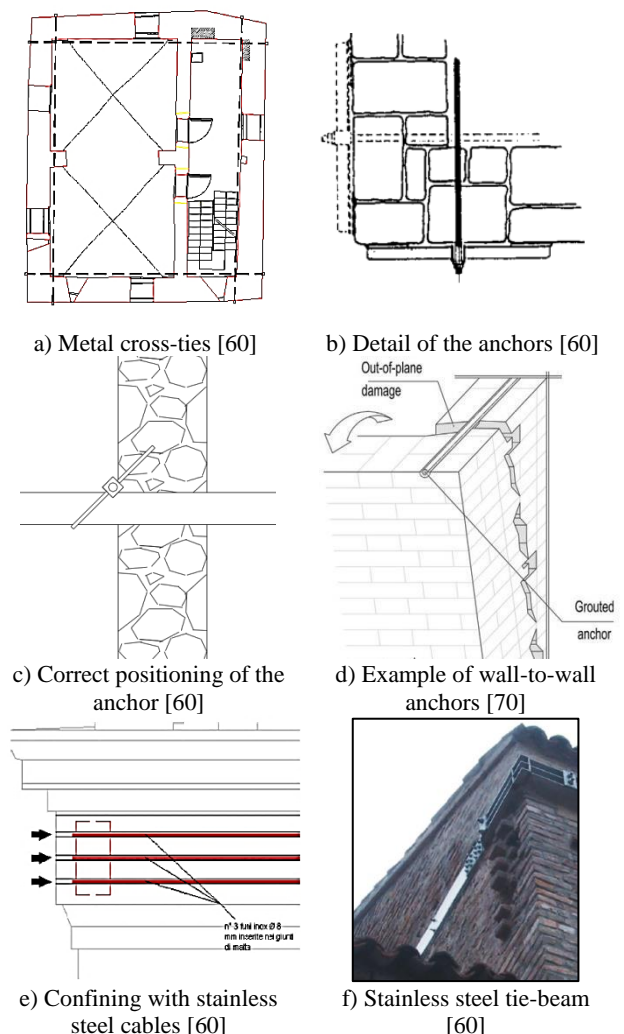 a) Metal cross-ties [60]
b) Detail of the anchors [60]
c) Correct positioning of the
anchor [60]
Out-of-plane
damage
Grouted
anchor
d) Example of wall-to-wall
anchors [70]
n° 3 funi inox Ø 8
mm inserite nei giunti
di malta
e) Confining with stainless
steel cables [60]
f) Stainless steel tie-beam
[60]